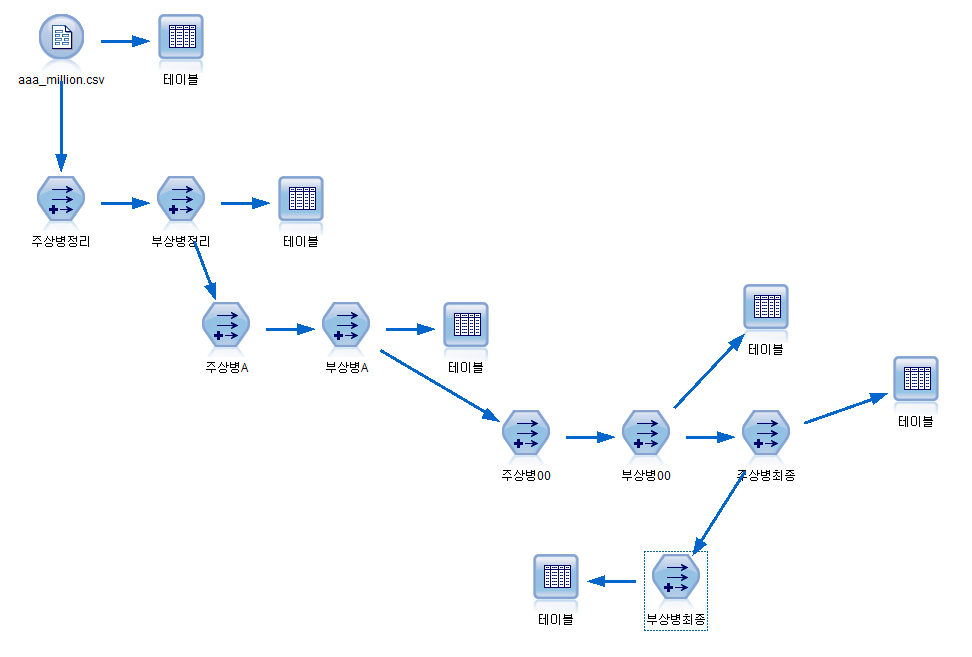 aaa_million.csv
테이블
주상병정리
부상병정리
테이블
주상병A
부상병A
테이블
테이블
테이블
주상병00
부상병00
주상병최종
테이블
부상병최종